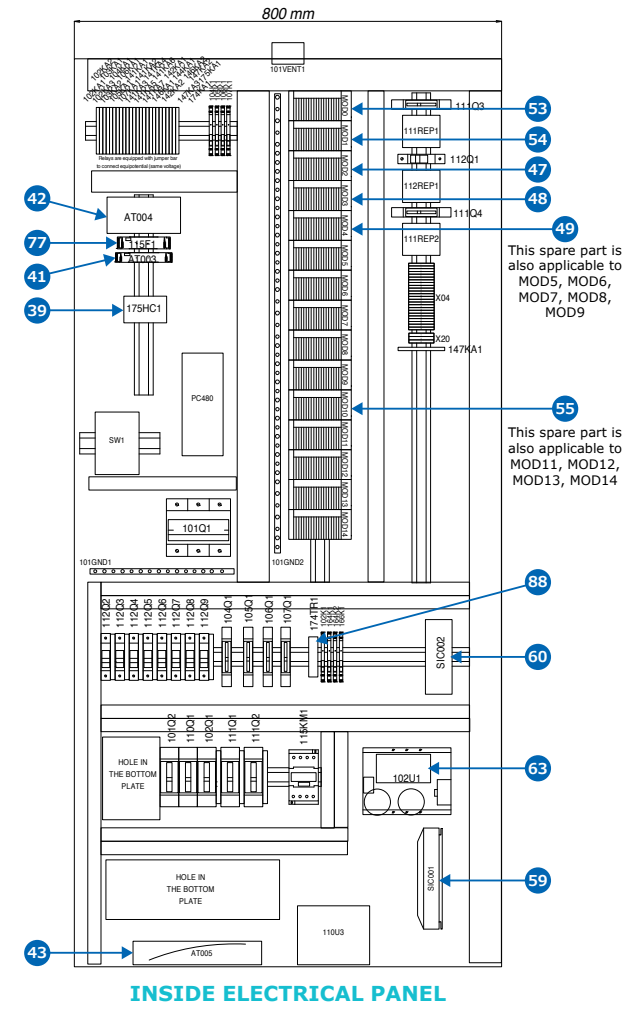 800 mm
101VENT1
Relays are equipped with jumper bar
to connect equipotential (same voltage)
MOD0
MOD1
MOD2
MOD3
MOD4
MOD5
MOD6
MOD7
MOD8
MOD9
MOD10
MOD11
MOD12
MOD13
MOD14
111Q3
111REP1
112Q1
112REP1
111Q4
111REP2
X04
X20
147KA1
53
54
47
48
49
This spare part is
also applicable to
MOD5, MOD6,
MOD7, MOD8,
MOD9
55
This spare part is
also applicable to
MOD11, MOD12,
MOD13, MOD14
42
AT004
77
115F1
41
AT003
39
175HC1
PC480
SW1
101Q1
101GND1
101GND2
112Q2
112Q3
112Q4
112Q5
112Q6
112Q7
112Q8
112Q9
104Q1
105Q1
106Q1
107Q1
174TR1
88
SIC002
60
101Q2
110Q1
102Q1
111Q1
111Q2
115KM1
HOLE IN
THE BOTTOM
PLATE
102U1
63
HOLE IN
THE BOTTOM
PLATE
SIC001
59
110U3
43
AT005
INSIDE ELECTRICAL PANEL